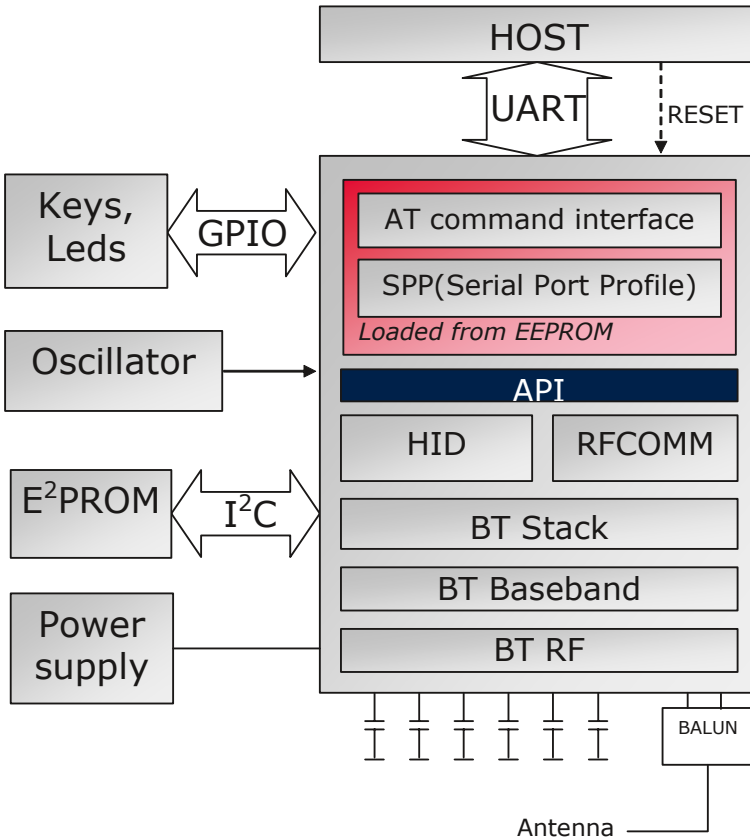 HOST
UART
RESET
Keys,
Leds
GPIO
AT command interface
SPP(Serial Port Profile)
Loaded from EEPROM
Oscillator
API
HID
RFCOMM
E²PROM
I²C
BT Stack
BT Baseband
Power
supply
BT RF
BALUN
Antenna